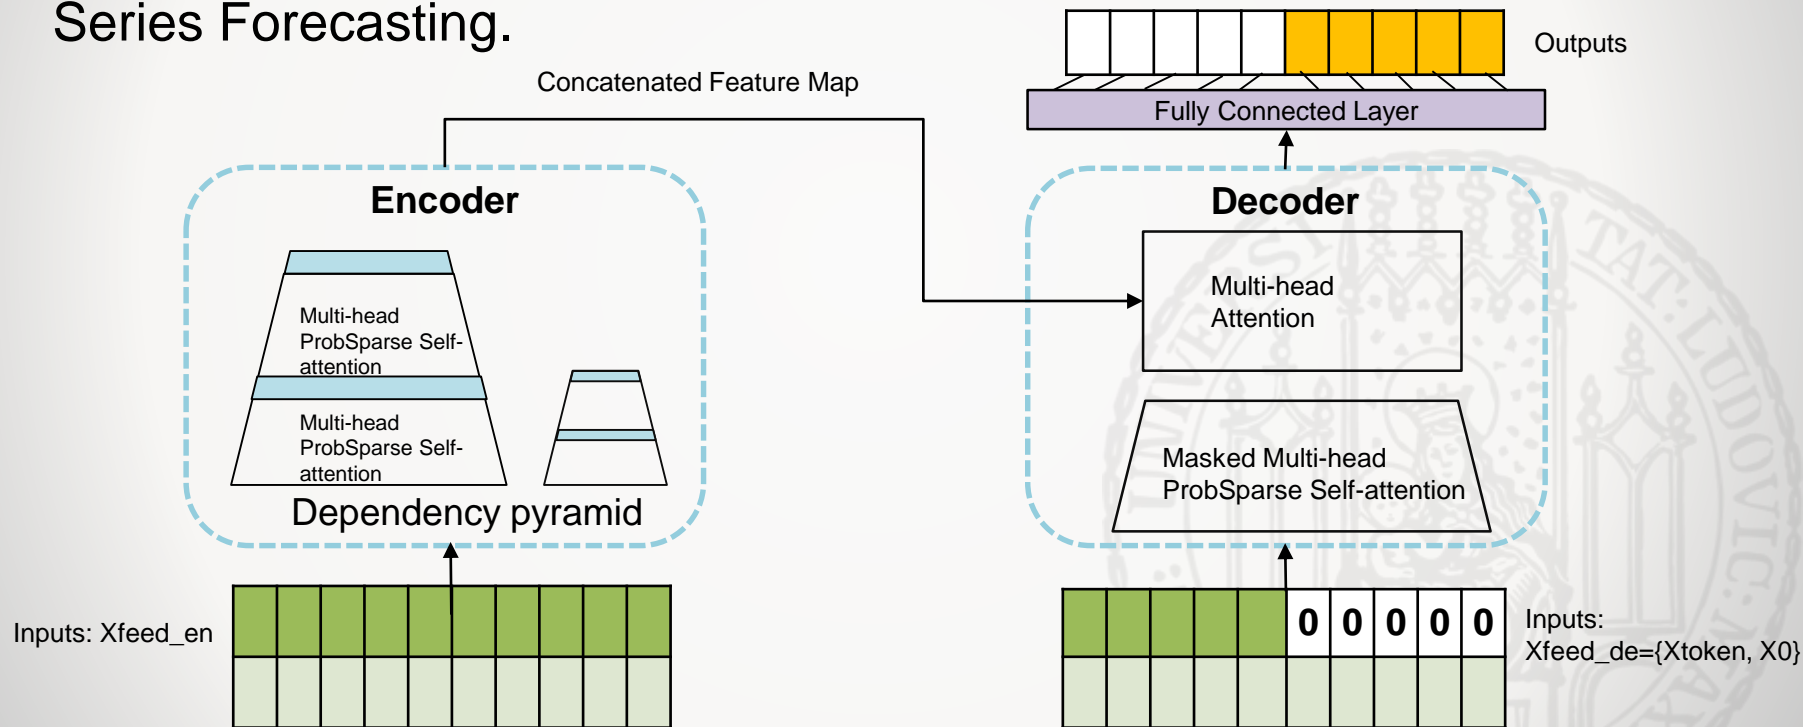 Series Forecasting.
Outputs
Concatenated Feature Map
Fully Connected Layer
Encoder
Multi-head
ProbSparse Self-
attention
Multi-head
ProbSparse Self-
attention
Dependency pyramid
Decoder
Multi-head
Attention
Masked Multi-head
ProbSparse Self-attention
Inputs: Xfeed_en
0 0 0 0 0
Inputs:
Xfeed_de={Xtoken, X0}